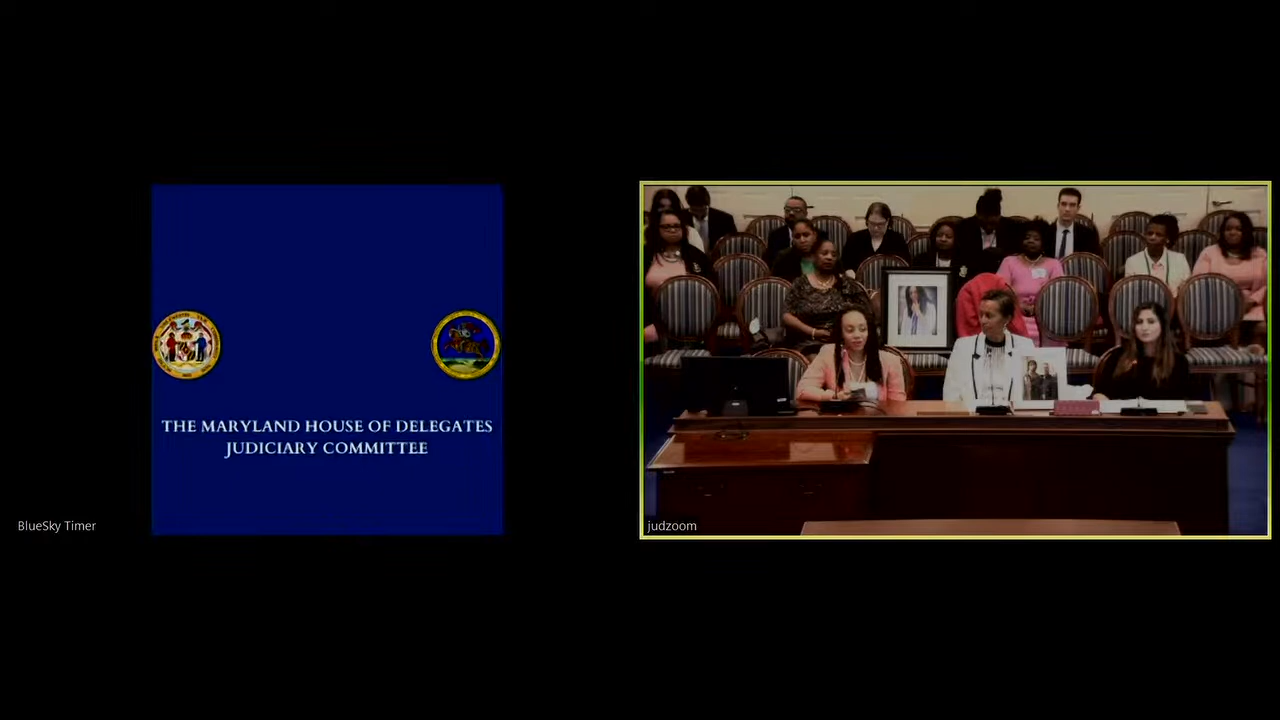 THE MARYLAND HOUSE OF DELEGATES
JUDICIARY COMMITTEE
BlueSky Timer
judzoom